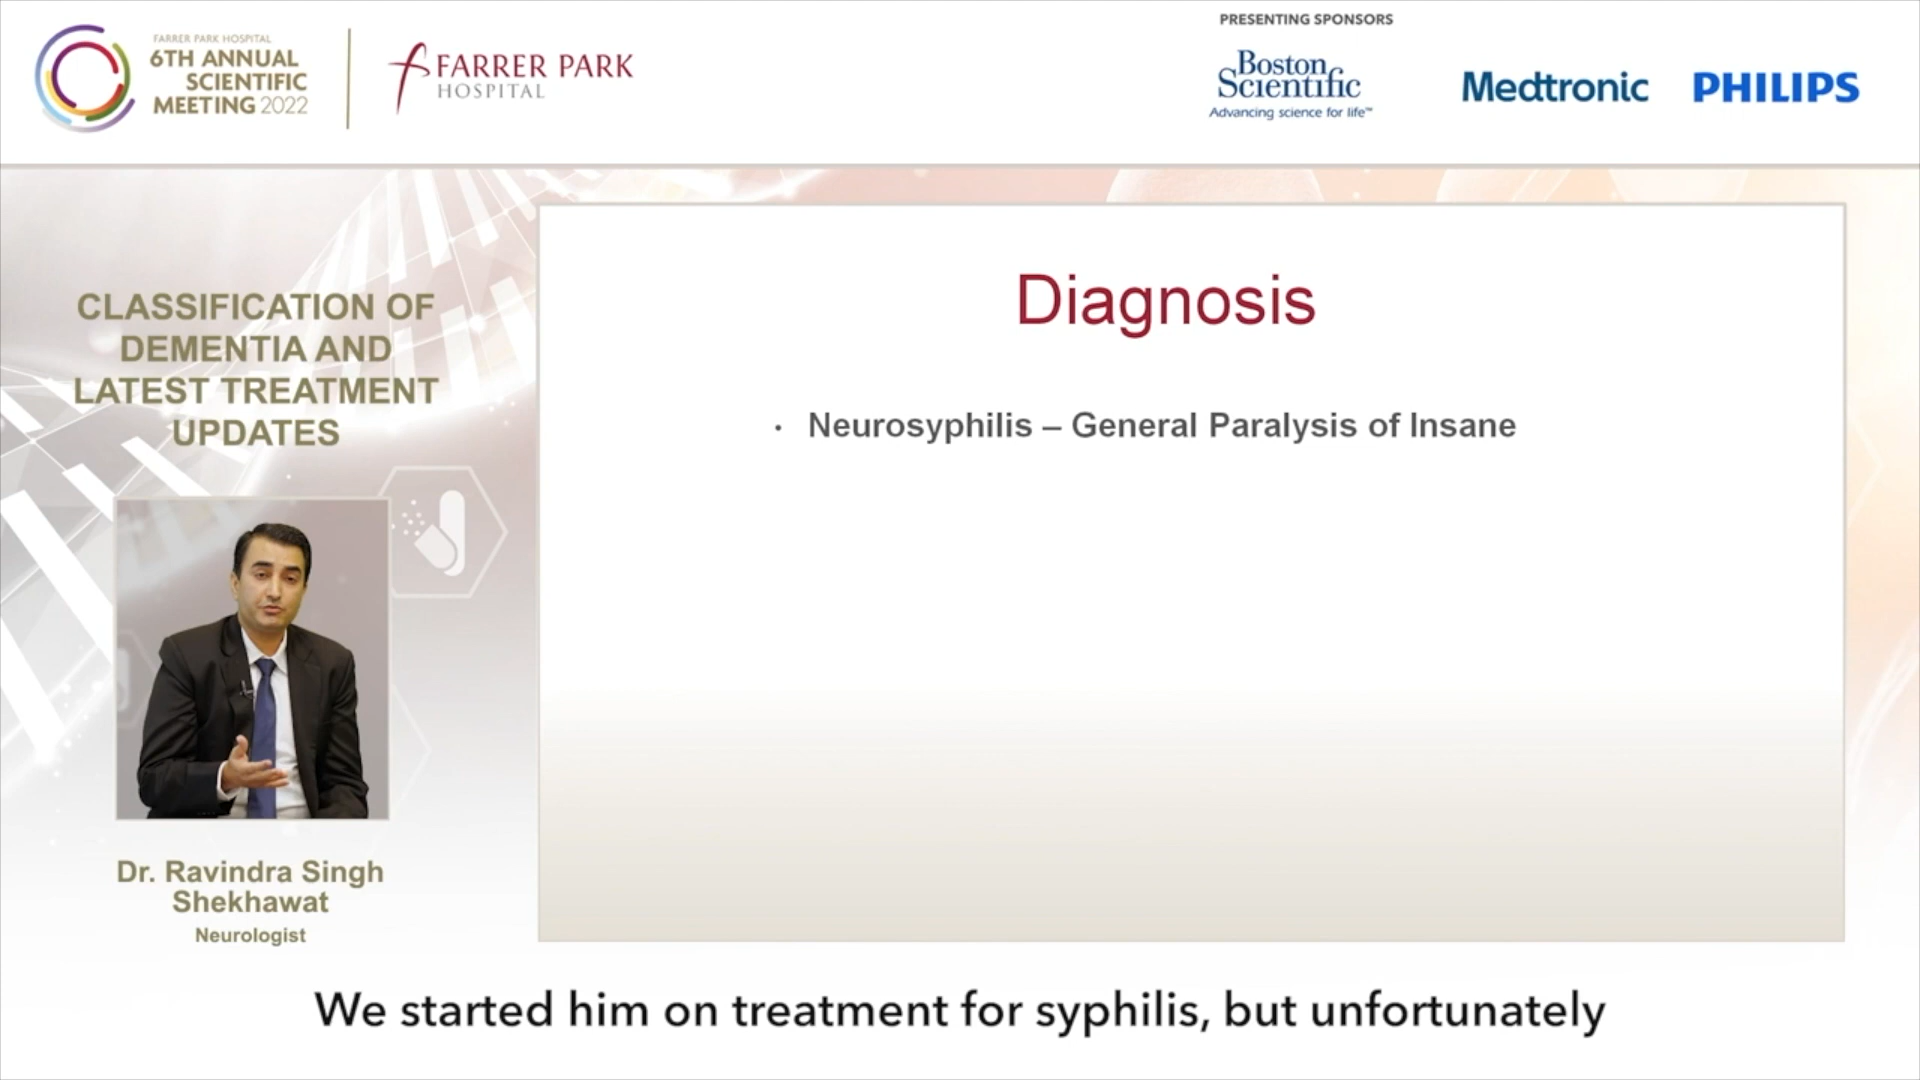 FARRER PARK HOSPITAL
6TH ANNUAL
SCIENTIFIC
MEETING 2022
FARRER PARK
HOSPITAL
PRESENTING SPONSORS
Boston
Scientific
Advancing science for life™
Medtronic
PHILIPS
CLASSIFICATION OF
DEMENTIA AND
LATEST TREATMENT
UPDATES
Dr. Ravindra Singh
Shekhawat
Neurologist
Diagnosis
• Neurosyphilis – General Paralysis of Insane
We started him on treatment for syphilis, but unfortunately